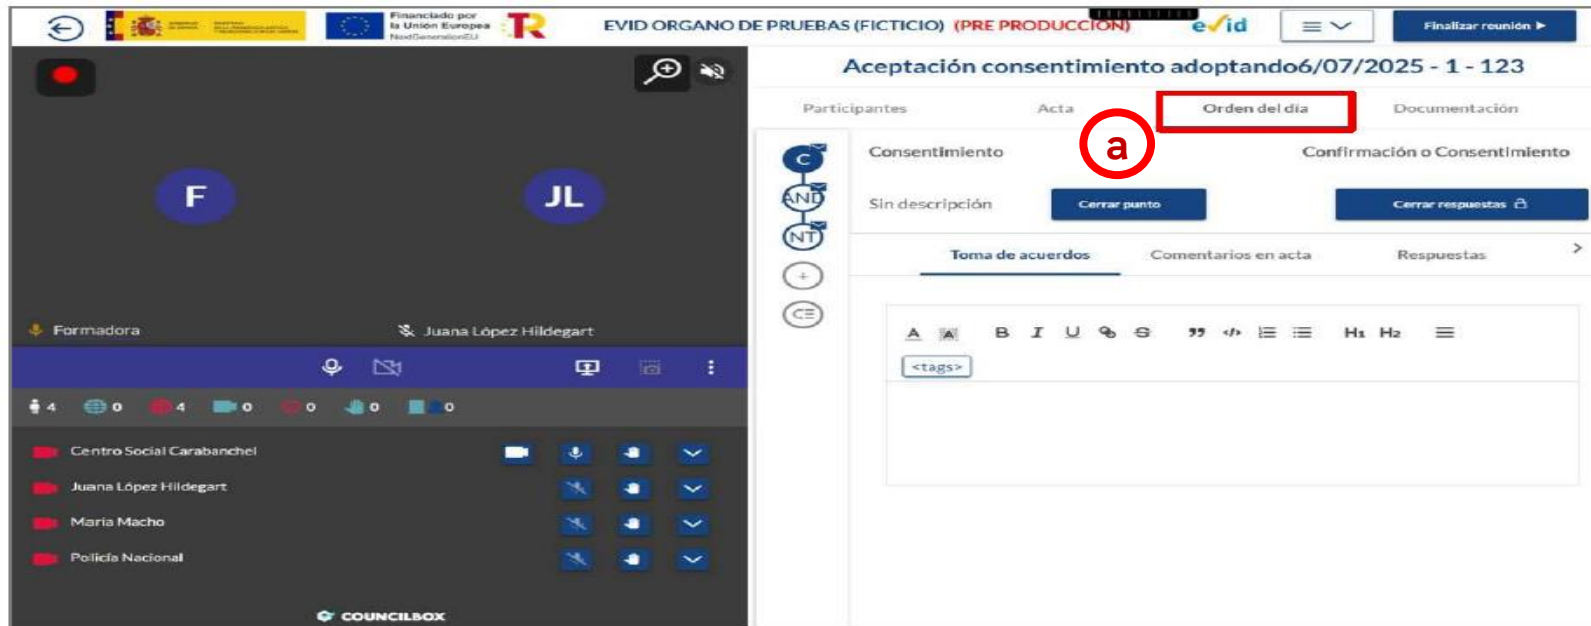 Financiado por
la Unión Europea
NextGenerationEU
EVID ORGANO DE PRUEBAS (FICTICIO) (PRE PRODUCCIÓN)
evid
Finalizar reunión
Aceptación consentimiento adoptando6/07/2025 - 1 - 123
Participantes
Acta
Orden del día
Documentación
a
C
AND
NT
Consentimiento
Confirmación o Consentimiento
Sin descripción
Cerrar punto
Cerrar respuestas
Toma de acuerdos
Comentarios en acta
Respuestas
A A B I U S H1 H2
<tags>
F
JL
Formadora
Juana López Hildegart
4 0 4 0 0 0 0
Centro Social Carabanchel
Juana López Hildegart
Maria Macho
Policía Nacional
COUNCILBOX